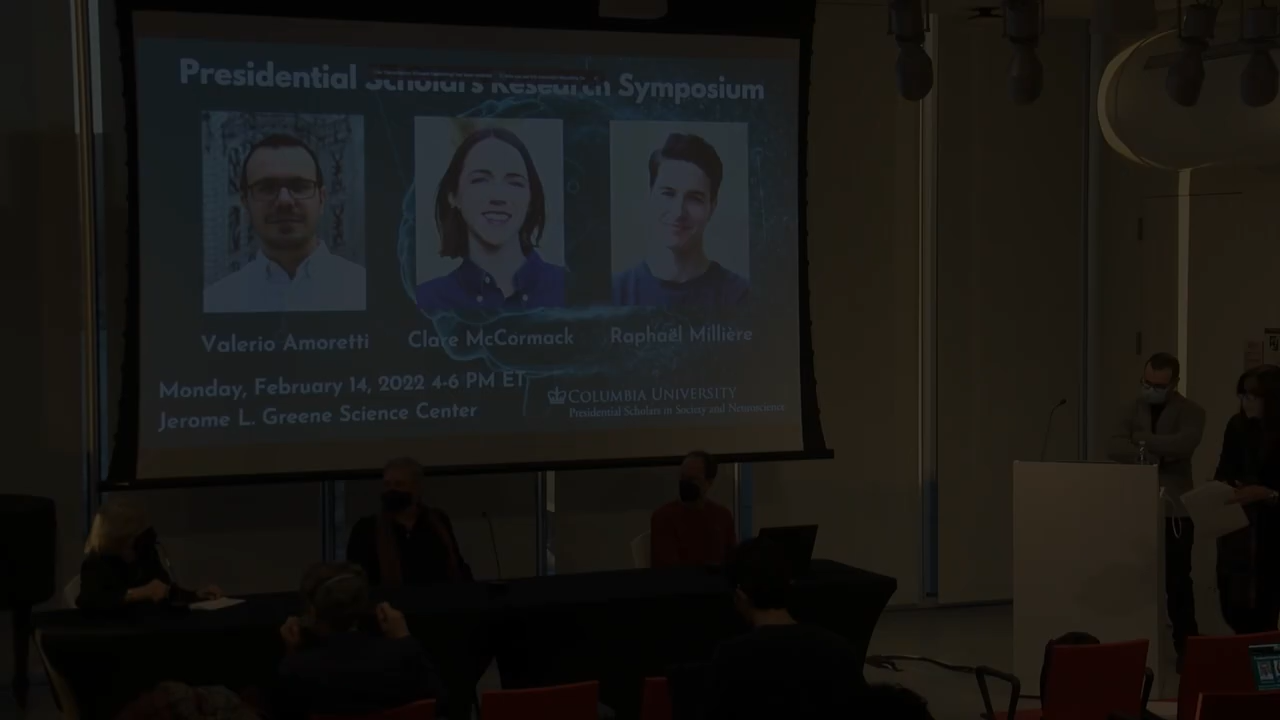 Presidential Scholars Research Symposium
Valerio Amoretti
Clare McCormack
Raphaël Millière
Monday, February 14, 2022 4-6 PM ET
Jerome L. Greene Science Center
COLUMBIA UNIVERSITY
Presidential Scholars in Society and Neuroscience